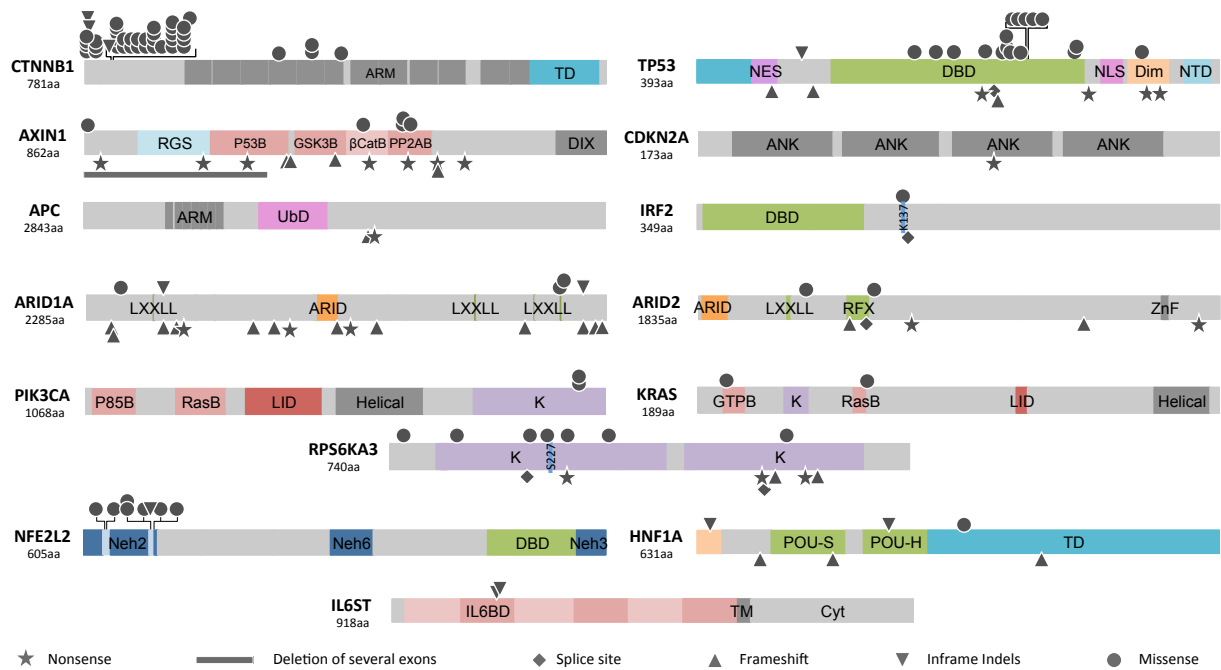 CTNNB1
781aa
ARM
TD
TP53
393aa
NES
DBD
NLS
Dim
NTD
AXIN1
862aa
RGS
P53B
GSK3B
βCatB
PP2AB
DIX
CDKN2A
173aa
ANK
ANK
ANK
ANK
APC
2843aa
ARM
UbD
IRF2
349aa
DBD
K137
ARID1A
2285aa
LXXLL
ARID
LXXLL
LXXLL
ARID2
1835aa
ARID
LXXLL
RFX
ZnF
PIK3CA
1068aa
P85B
RasB
LID
Helical
K
KRAS
189aa
GTPB
K
RasB
LID
Helical
RPS6KA3
740aa
K
S227
K
NFE2L2
605aa
Neh2
Neh6
DBD
Neh3
HNF1A
631aa
POU-S
POU-H
TD
IL6ST
918aa
IL6BD
TM
Cyt
Nonsense
Deletion of several exons
Splice site
Frameshift
Inframe Indels
Missense